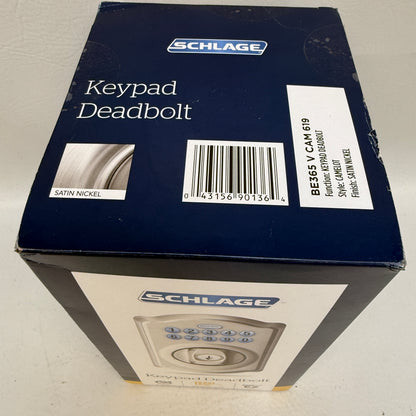 SCHLAGE
Keypad
Deadbolt
SATIN NICKEL
0 43156 90136 4
BE365 V CAM 619
Function: KEYPAD DEADBOLT
Style: CAMELOT
Finish: SATIN NICKEL
SCHLAGE
1 2 3 4 5
6 7 8 9 0
Keypad Deadbolt